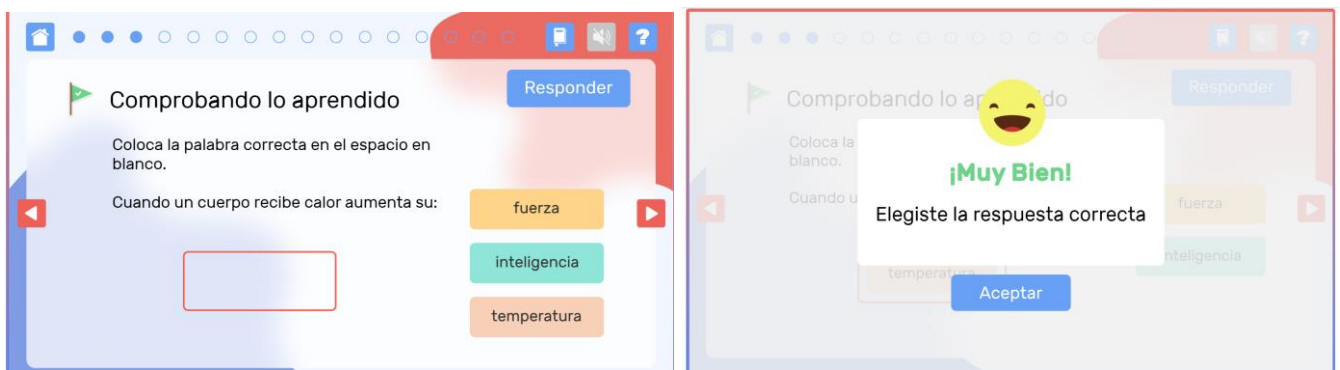 Comprobando lo aprendido
Responder
Coloca la palabra correcta en el espacio en
blanco.
Cuando un cuerpo recibe calor aumenta su:
fuerza
inteligencia
temperatura
?
Comprobando lo ap do
Responder
Coloca la
blanco.
Cuando u
¡Muy Bien!
Elegiste la respuesta correcta
fuerza
nteligencia
temperatura
Aceptar
?